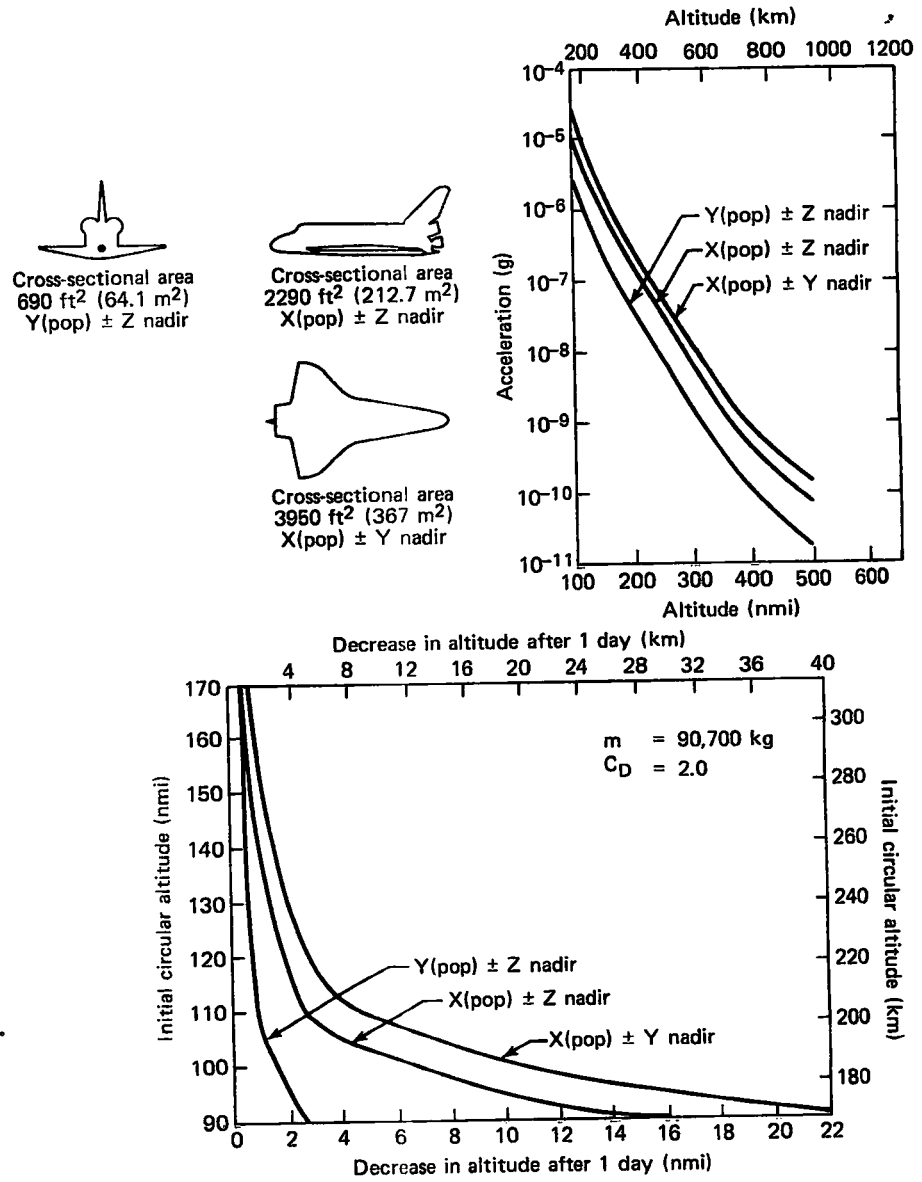 Altitude (km)
200 400 600 800 1000 1200
10⁻⁴
10⁻⁵
10⁻⁶
10⁻⁷
10⁻⁸
10⁻⁹
10⁻¹⁰
10⁻¹¹
Acceleration (g)
Y(pop) ± Z nadir
X(pop) ± Z nadir
X(pop) ± Y nadir
100 200 300 400 500 600
Altitude (nmi)
Cross-sectional area
690 ft² (64.1 m²)
Y(pop) ± Z nadir
Cross-sectional area
2290 ft² (212.7 m²)
X(pop) ± Z nadir
Cross-sectional area
3950 ft² (367 m²)
X(pop) ± Y nadir
Decrease in altitude after 1 day (km)
4 8 12 16 20 24 28 32 36 40
170
160
150
140
130
120
110
100
90
Initial circular altitude (nmi)
m = 90,700 kg
C_D = 2.0
Y(pop) ± Z nadir
X(pop) ± Z nadir
X(pop) ± Y nadir
300
280
260
240
220
200
180
Initial circular altitude (km)
0 2 4 6 8 10 12 14 16 18 20 22
Decrease in altitude after 1 day (nmi)